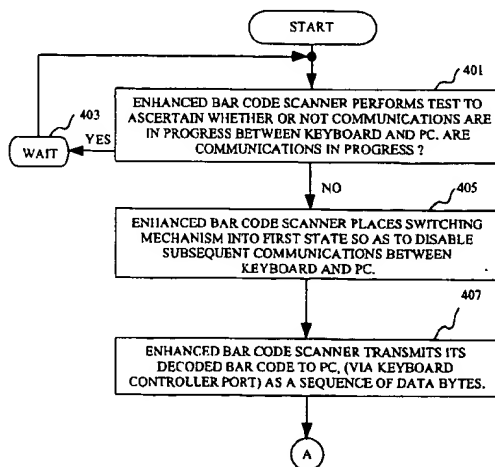 START
401
ENHANCED BAR CODE SCANNER PERFORMS TEST TO
ASCERTAIN WHETHER OR NOT COMMUNICATIONS ARE
IN PROGRESS BETWEEN KEYBOARD AND PC. ARE
COMMUNICATIONS IN PROGRESS ?
403
YES
WAIT
NO
405
ENHANCED BAR CODE SCANNER PLACES SWITCHING
MECHANISM INTO FIRST STATE SO AS TO DISABLE
SUBSEQUENT COMMUNICATIONS BETWEEN
KEYBOARD AND PC.
407
ENHANCED BAR CODE SCANNER TRANSMITS ITS
DECODED BAR CODE TO PC, (VIA KEYBOARD
CONTROLLER PORT) AS A SEQUENCE OF DATA BYTES.
A